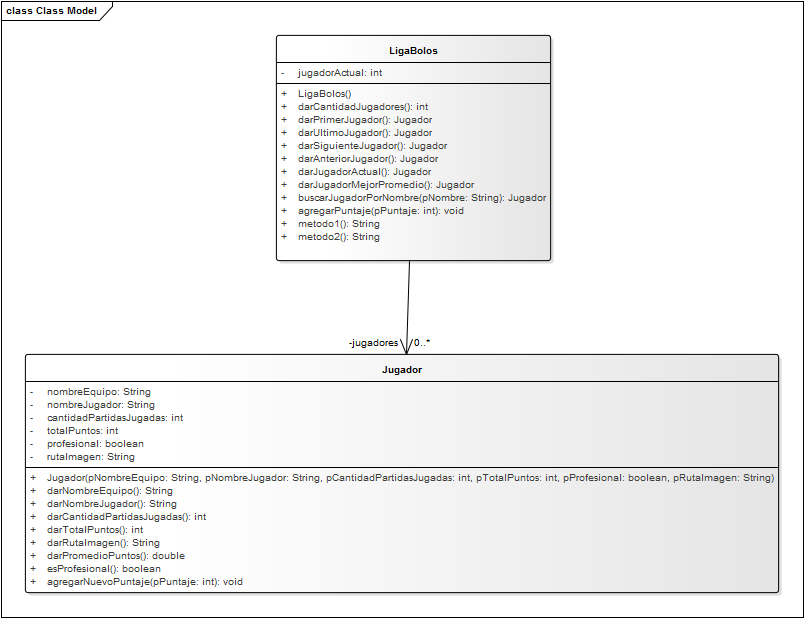 class Class Model
LigaBolos
- jugadorActual: int
+ LigaBolos()
+ darCantidadJugadores(): int
+ darPrimerJugador(): Jugador
+ darUltimoJugador(): Jugador
+ darSiguienteJugador(): Jugador
+ darAnteriorJugador(): Jugador
+ darJugadorActual(): Jugador
+ darJugadorMejorPromedio(): Jugador
+ buscarJugadorPorNombre(pNombre: String): Jugador
+ agregarPuntaje(pPuntaje: int): void
+ metodo1(): String
+ metodo2(): String
-jugadores 0..*
Jugador
- nombreEquipo: String
- nombreJugador: String
- cantidadPartidasJugadas: int
- totalPuntos: int
- profesional: boolean
- rutaImagen: String
+ Jugador(pNombreEquipo: String, pNombreJugador: String, pCantidadPartidasJugadas: int, pTotalPuntos: int, pProfesional: boolean, pRutaImagen: String)
+ darNombreEquipo(): String
+ darNombreJugador(): String
+ darCantidadPartidasJugadas(): int
+ darTotalPuntos(): int
+ darRutaImagen(): String
+ darPromedioPuntos(): double
+ esProfesional(): boolean
+ agregarNuevoPuntaje(pPuntaje: int): void